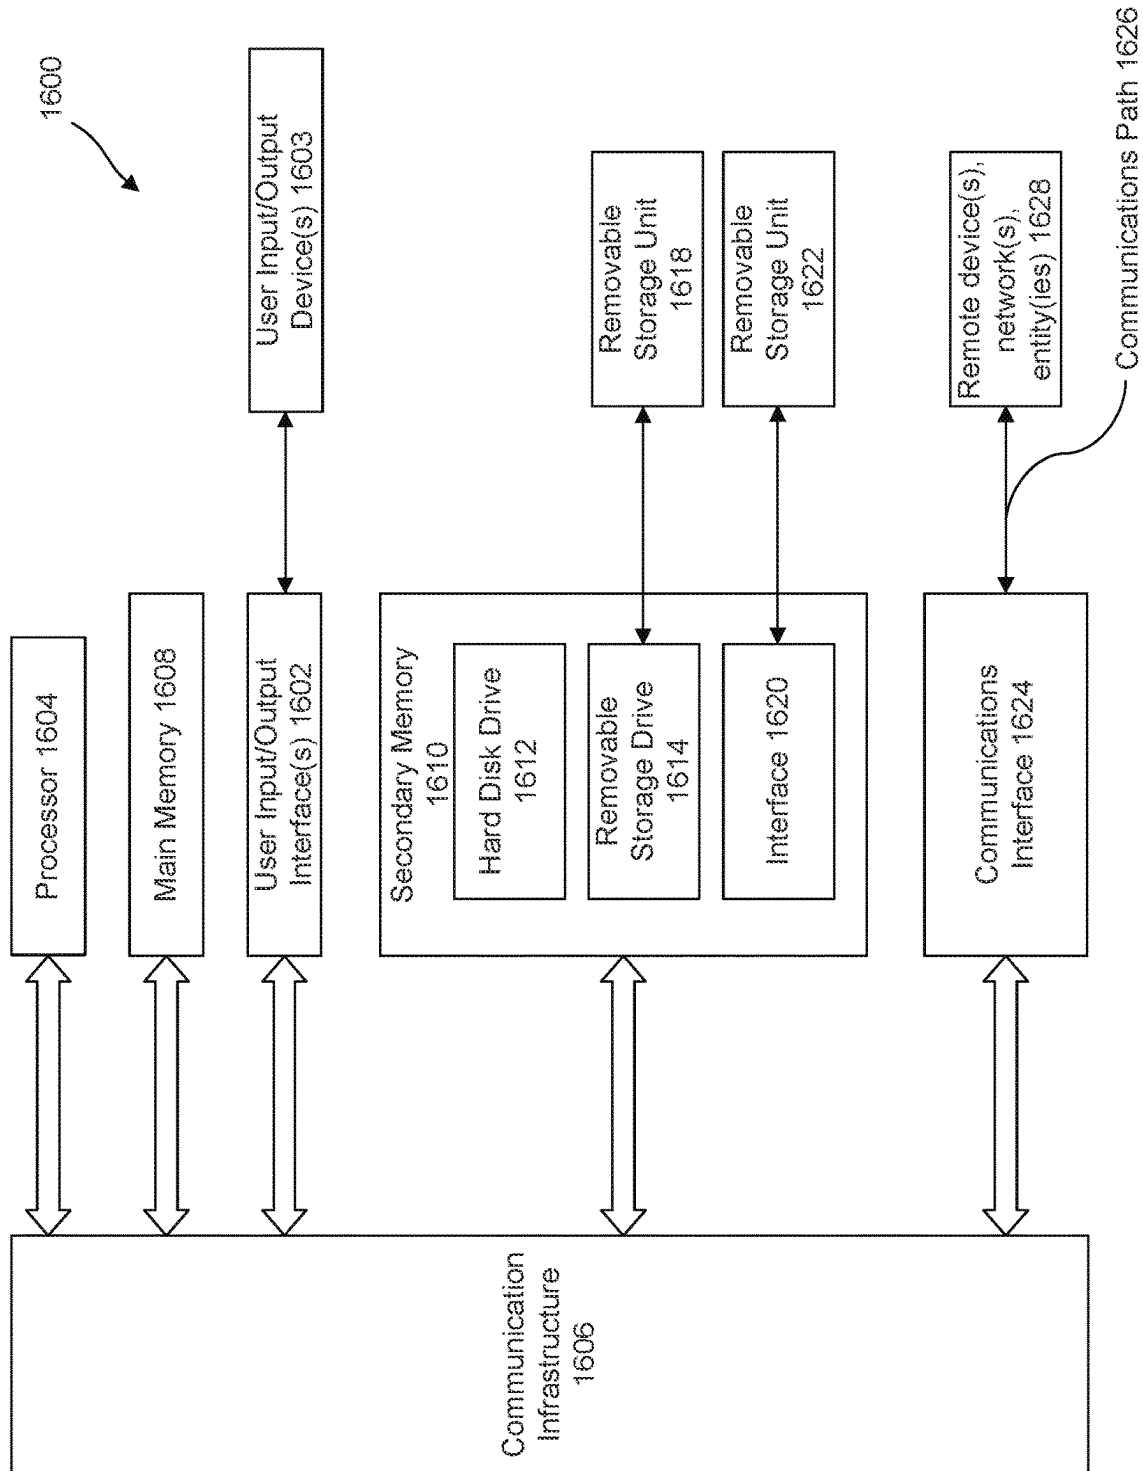 1600
Processor 1604
Main Memory 1608
User Input/Output
Interface(s) 1602
User Input/Output
Device(s) 1603
Communication
Infrastructure
1606
Secondary Memory
1610
Hard Disk Drive
1612
Removable
Storage Drive
1614
Removable
Storage Unit
1618
Interface 1620
Removable
Storage Unit
1622
Communications
Interface 1624
Remote device(s),
network(s),
entity(ies) 1628
Communications Path 1626